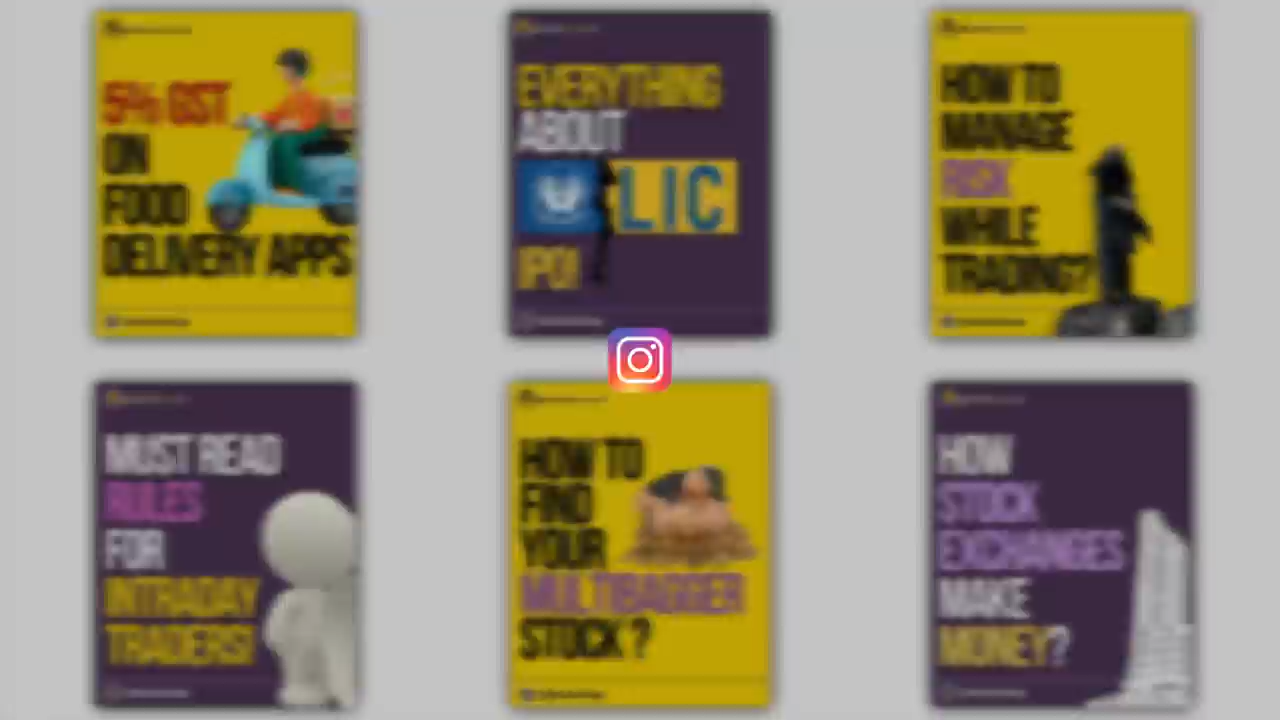 5% GST
ON
FOOD
DELIVERY APPS
EVERYTHING
ABOUT
LIC
IPO!
HOW TO
MANAGE
RISK
WHILE
TRADING?
MUST READ
RULES
FOR
INTRADAY
TRADERS!
HOW TO
FIND
YOUR
MULTIBAGGER
STOCK ?
HOW
STOCK
EXCHANGES
MAKE
MONEY?